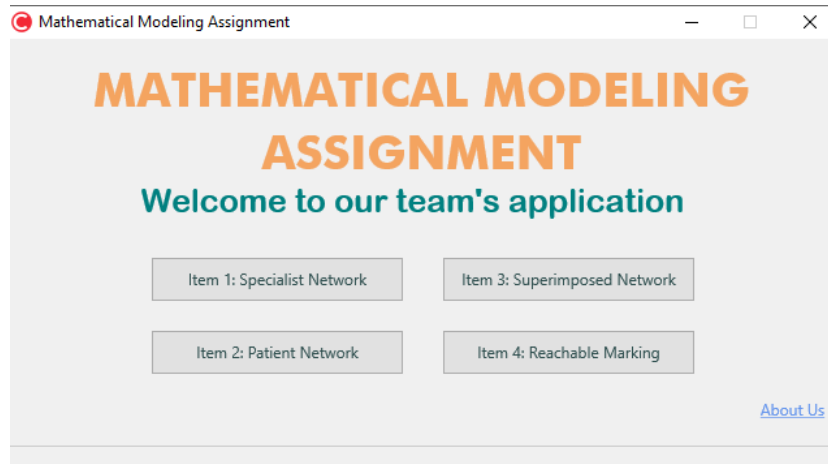 Mathematical Modeling Assignment
MATHEMATICAL MODELING
ASSIGNMENT
Welcome to our team's application
Item 1: Specialist Network
Item 3: Superimposed Network
Item 2: Patient Network
Item 4: Reachable Marking
About Us